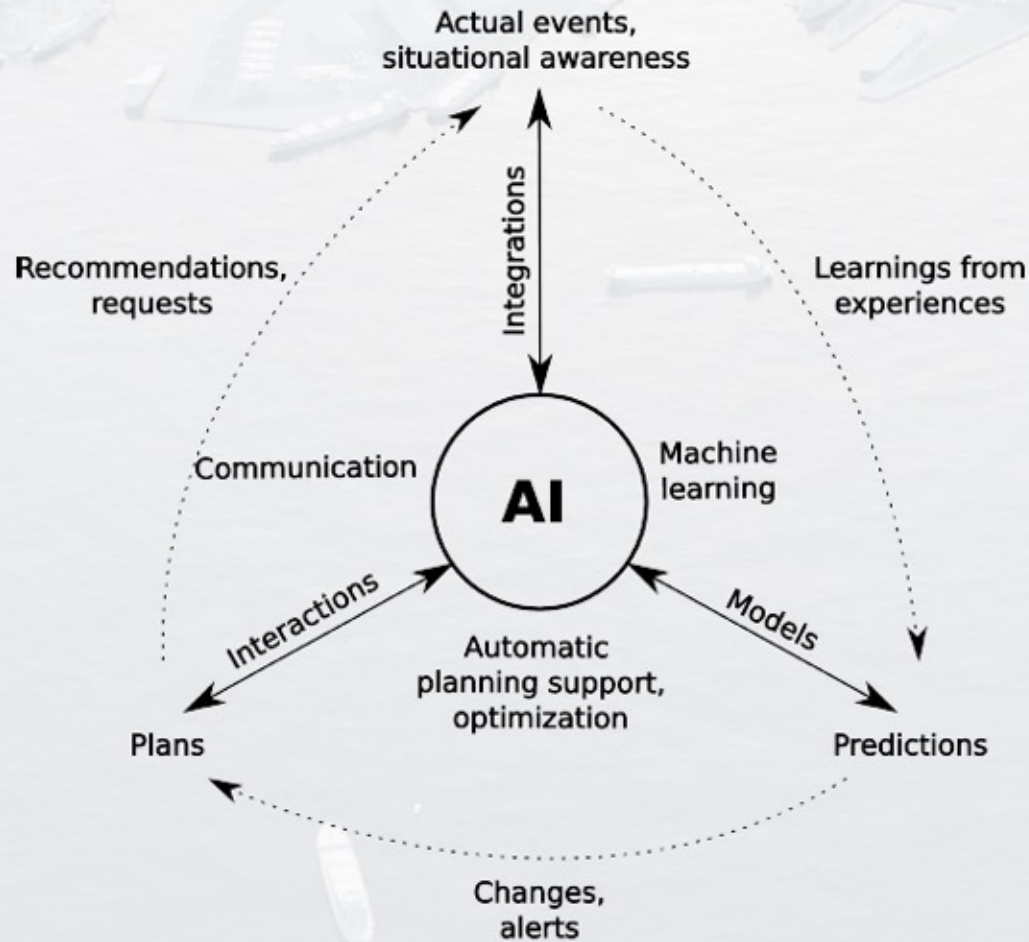 Actual events,
situational awareness
Integrations
Recommendations,
requests
Learnings from
experiences
Communication
Machine
learning
AI
Interactions
Models
Automatic
planning support,
optimization
Plans
Predictions
Changes,
alerts